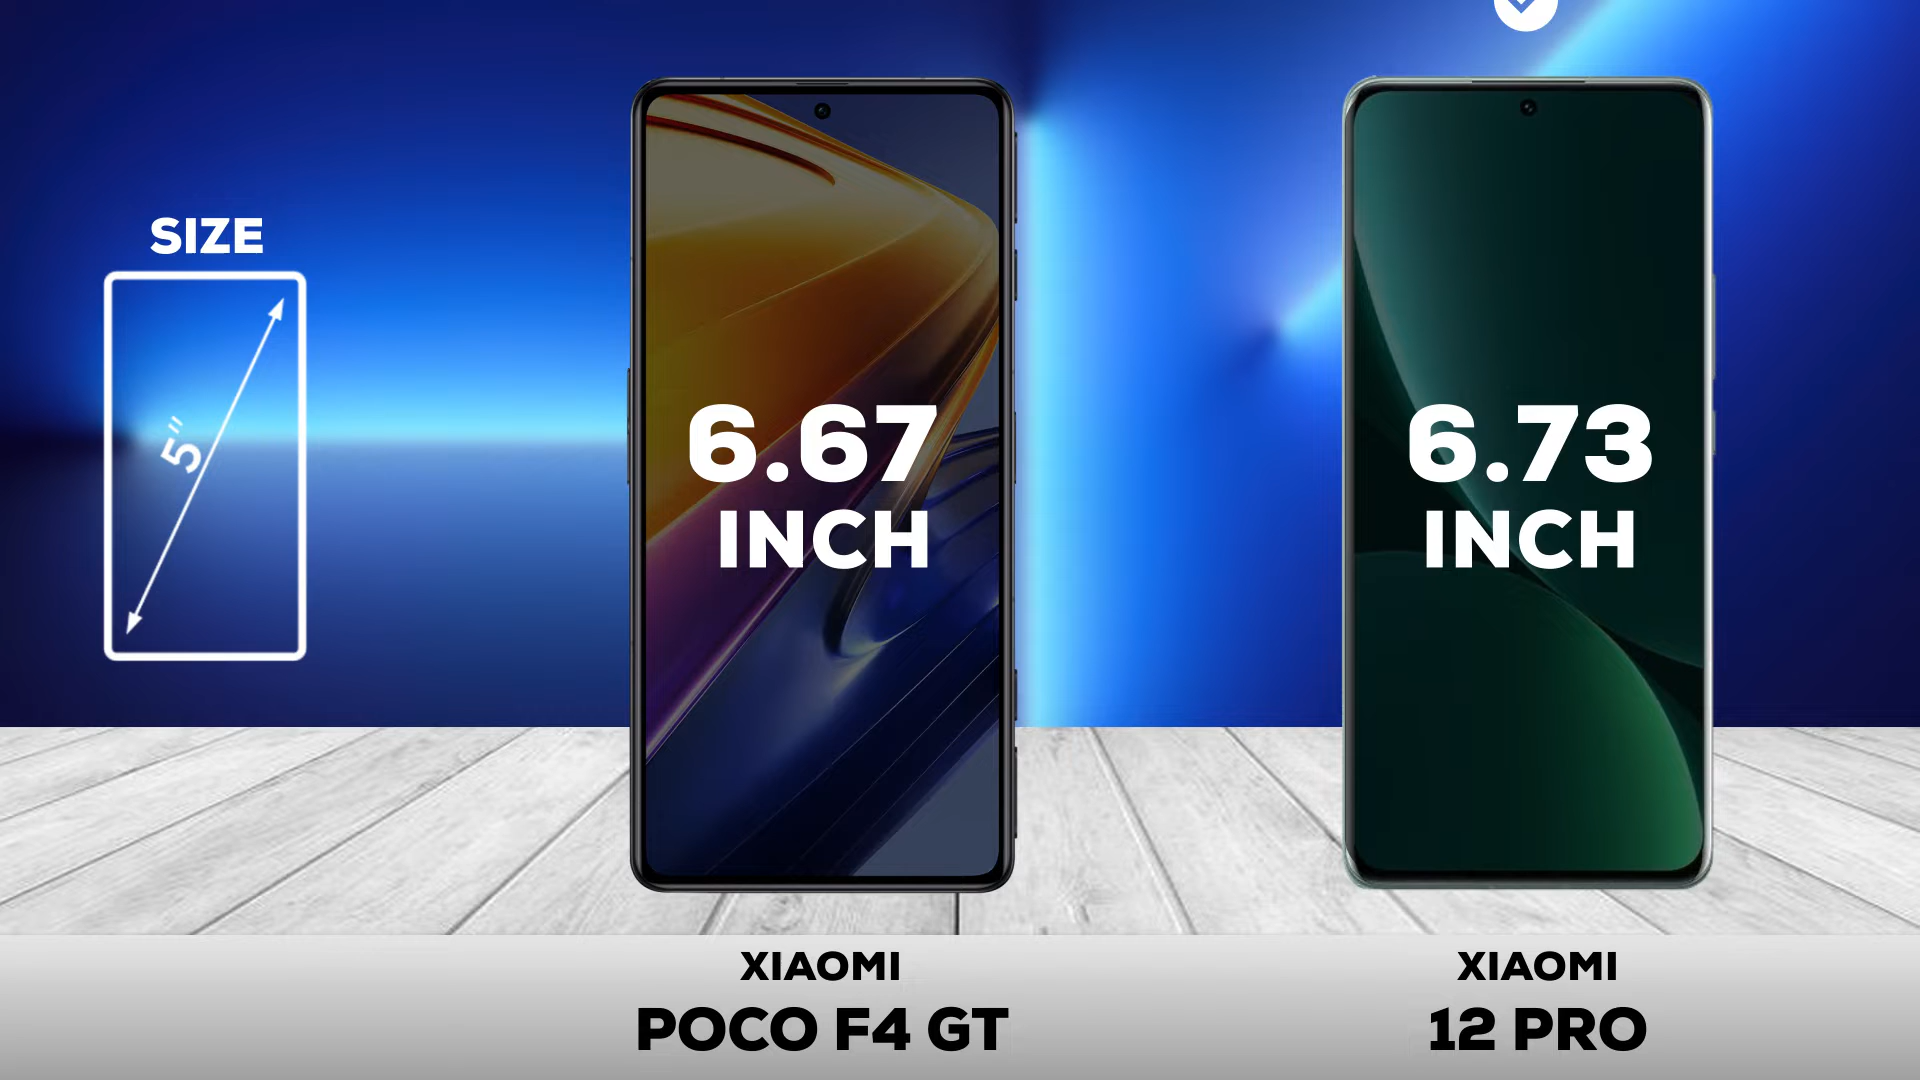 SIZE
5"
6.67
INCH
6.73
INCH
XIAOMI
POCO F4 GT
XIAOMI
12 PRO